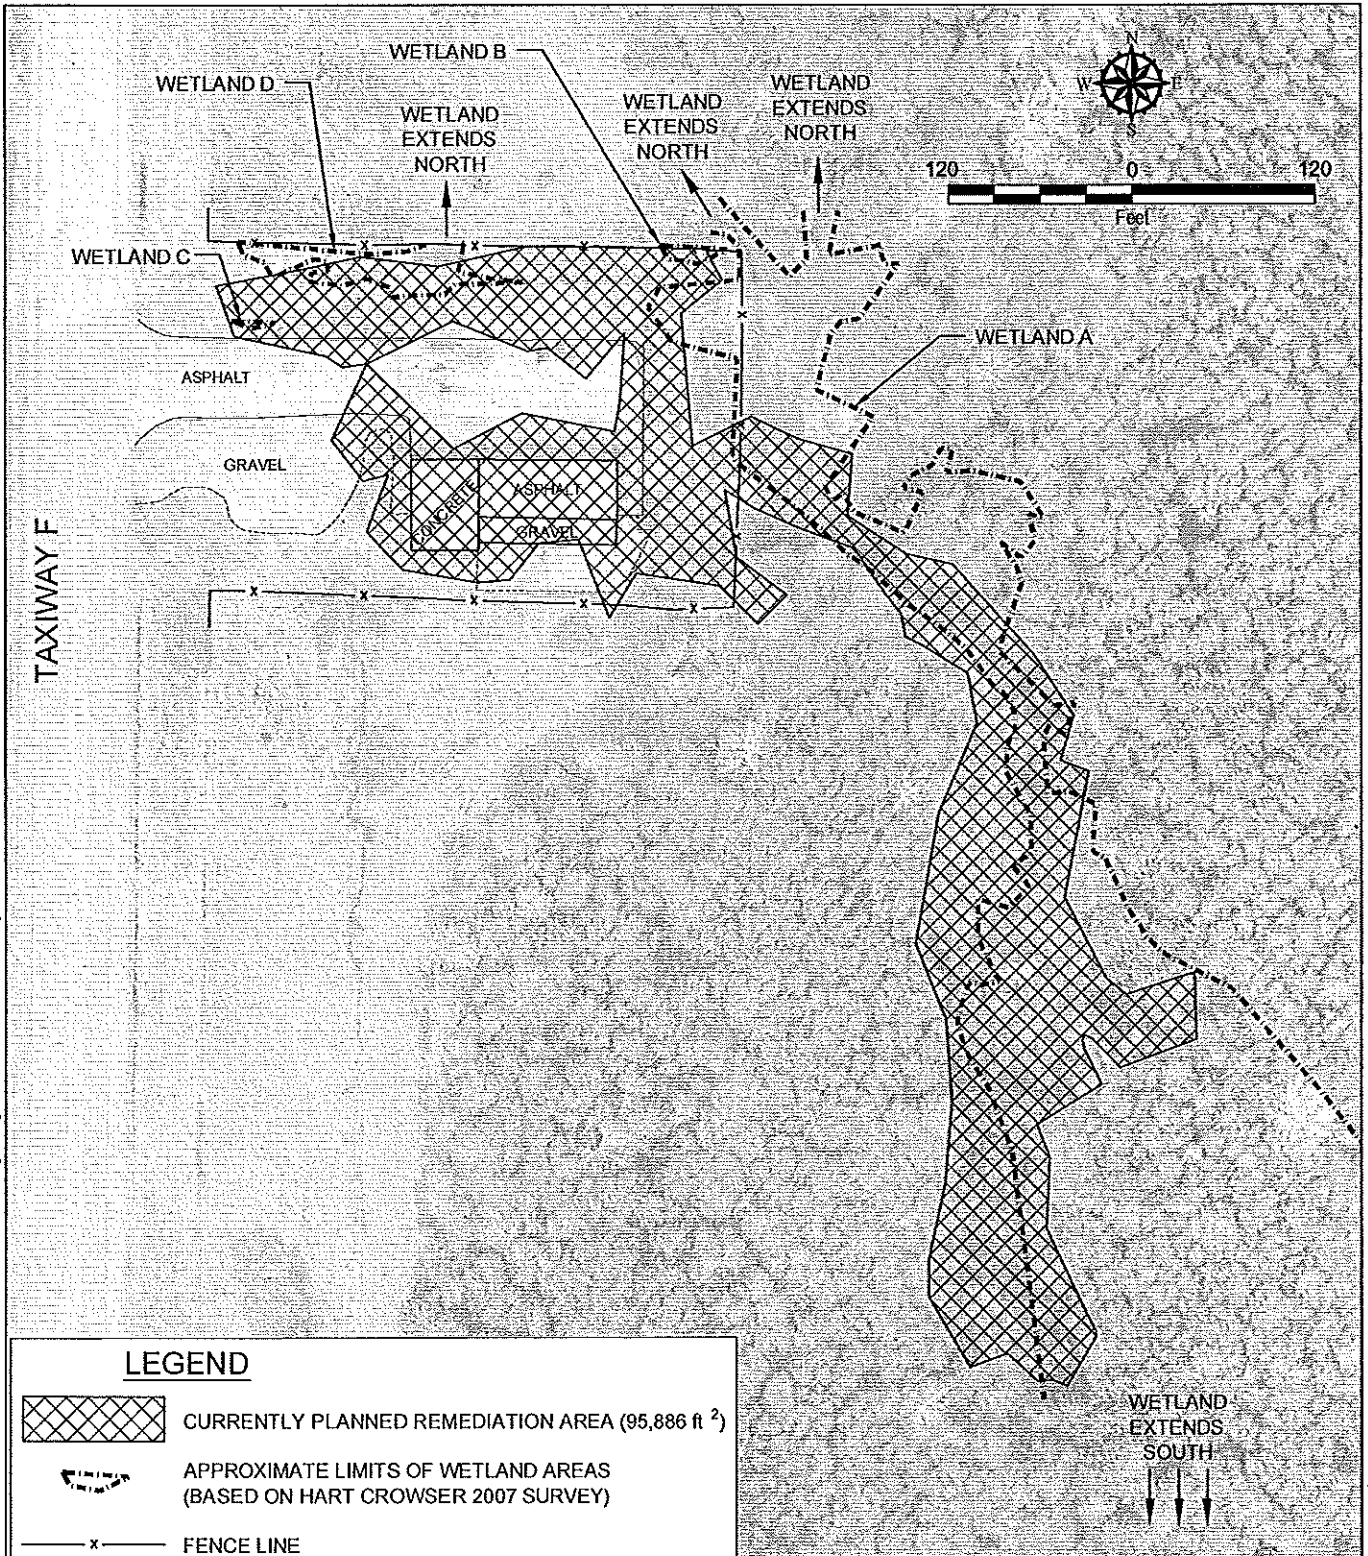 WETLAND B
WETLAND D
WETLAND
EXTENDS
NORTH
WETLAND
EXTENDS
NORTH
WETLAND
EXTENDS
NORTH
N
W
E
S
120
0
120
Feet
WETLAND C
WETLAND A
ASPHALT
GRAVEL
CONCRETE
ASPHALT
GRAVEL
TAXIWAY F
WETLAND
EXTENDS
SOUTH
LEGEND
CURRENTLY PLANNED REMEDIATION AREA (95,886 ft 2)
APPROXIMATE LIMITS OF WETLAND AREAS
(BASED ON HART CROWSER 2007 SURVEY)
x FENCE LINE